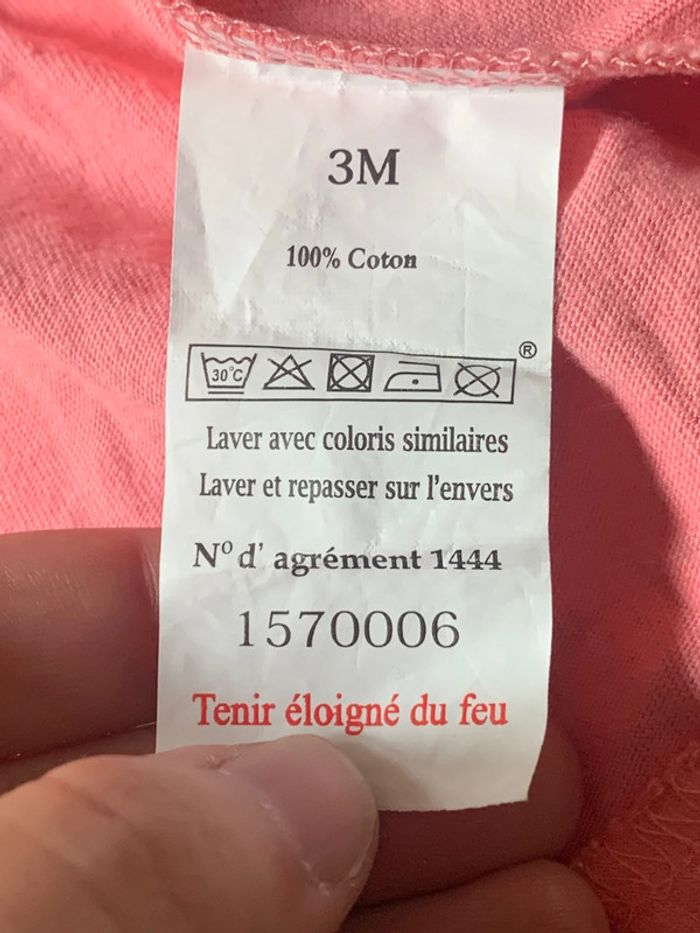 3M
100% Coton
®
30°C
Laver avec coloris similaires
Laver et repasser sur l'envers
N° d' agrément 1444
1570006
Tenir éloigné du feu